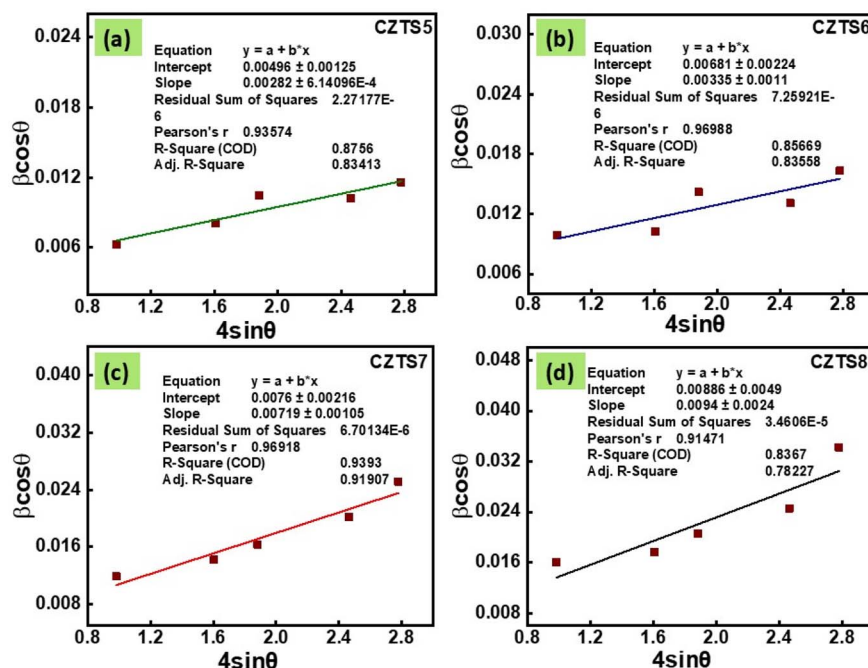 (a)
CZTS5
Equation y = a + b*x
Intercept 0.00496 ± 0.00125
Slope 0.00282 ± 6.14096E-4
Residual Sum of Squares 2.27177E-
6
Pearson's r 0.93574
R-Square (COD) 0.8756
Adj. R-Square 0.83413
βcosθ
0.024
0.018
0.012
0.006
0.8 1.2 1.6 2.0 2.4 2.8
4sinθ
(b)
CZTS6
Equation y = a + b*x
Intercept 0.00681 ± 0.00224
Slope 0.00335 ± 0.0011
Residual Sum of Squares 7.25921E-
6
Pearson's r 0.96988
R-Square (COD) 0.85669
Adj. R-Square 0.83558
βcosθ
0.030
0.024
0.018
0.012
0.006
0.8 1.2 1.6 2.0 2.4 2.8
4sinθ
(c)
CZTS7
Equation y = a + b*x
Intercept 0.0076 ± 0.00216
Slope 0.00719 ± 0.00105
Residual Sum of Squares 6.70134E-6
Pearson's r 0.96918
R-Square (COD) 0.9393
Adj. R-Square 0.91907
βcosθ
0.040
0.032
0.024
0.016
0.008
0.8 1.2 1.6 2.0 2.4 2.8
4sinθ
(d)
CZTS8
Equation y = a + b*x
Intercept 0.00886 ± 0.0049
Slope 0.0094 ± 0.0024
Residual Sum of Squares 3.4606E-5
Pearson's r 0.91471
R-Square (COD) 0.8367
Adj. R-Square 0.78227
βcosθ
0.048
0.040
0.032
0.024
0.016
0.008
0.8 1.2 1.6 2.0 2.4 2.8
4sinθ